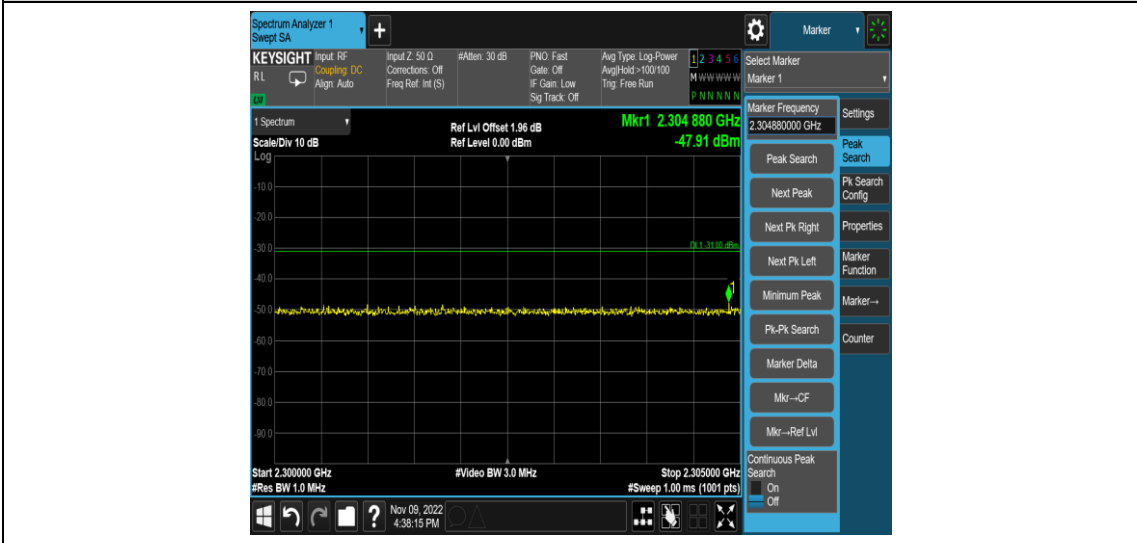 Spectrum Analyzer 1
Swept SA
+
Marker
KEYSIGHT
RL
LXI
Input: RF
Coupling: DC
Align: Auto
Input Z: 50 Ω
Corrections: Off
Freq Ref: Int (S)
#Atten: 30 dB
PNO: Fast
Gate: Off
IF Gain: Low
Sig Track: Off
Avg Type: Log-Power
Avg|Hold:>100/100
Trig: Free Run
1 2 3 4 5 6
M W W W W W
P N N N N N
Select Marker
Marker 1
1 Spectrum
Scale/Div 10 dB
Log
Ref Lvl Offset 1.96 dB
Ref Level 0.00 dBm
Mkr1 2.304 880 GHz
-47.91 dBm
-10.0
-20.0
-30.0
DL1 -31.00 dBm
-40.0
1
-50.0
-60.0
-70.0
-80.0
-90.0
Start 2.300000 GHz
#Video BW 3.0 MHz
Stop 2.305000 GHz
#Res BW 1.0 MHz
#Sweep 1.00 ms (1001 pts)
Marker Frequency
2.304880000 GHz
Peak Search
Next Peak
Next Pk Right
Next Pk Left
Minimum Peak
Pk-Pk Search
Marker Delta
Mkr→CF
Mkr→Ref Lvl
Continuous Peak
Search
On
Off
Settings
Peak
Search
Pk Search
Config
Properties
Marker
Function
Marker→
Counter
?
Nov 09, 2022
4:38:15 PM